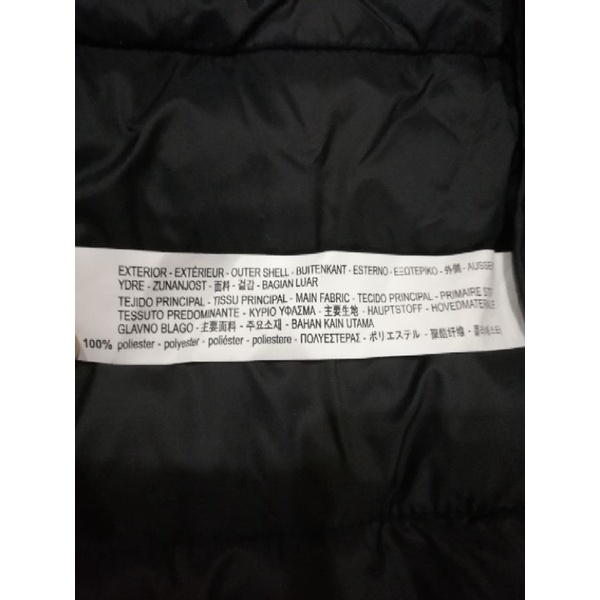 EXTERIOR - EXTÉRIEUR - OUTER SHELL - BUITENKANT - ESTERNO - ΕΞΩΤΕΡΙΚΟ - 外側 - AUSSEN
YDRE - ZUNANJOST - 面料 - 겉감 - BAGIAN LUAR
TEJIDO PRINCIPAL - TISSU PRINCIPAL - MAIN FABRIC - TECIDO PRINCIPAL - PRIMAIRE
TESSUTO PREDOMINANTE - ΚΥΡΙΟ ΥΦΑΣΜΑ - 主要生地 - HAUPTSTOFF - HOVEDMATERIALE
GLAVNO BLAGO - 主要面料 - 주요소재 - BAHAN KAIN UTAMA
100% poliester - polyester - poliéster - poliestere - ΠΟΛΥΕΣΤΕΡΑΣ - ポリエステル - 聚酯纤维